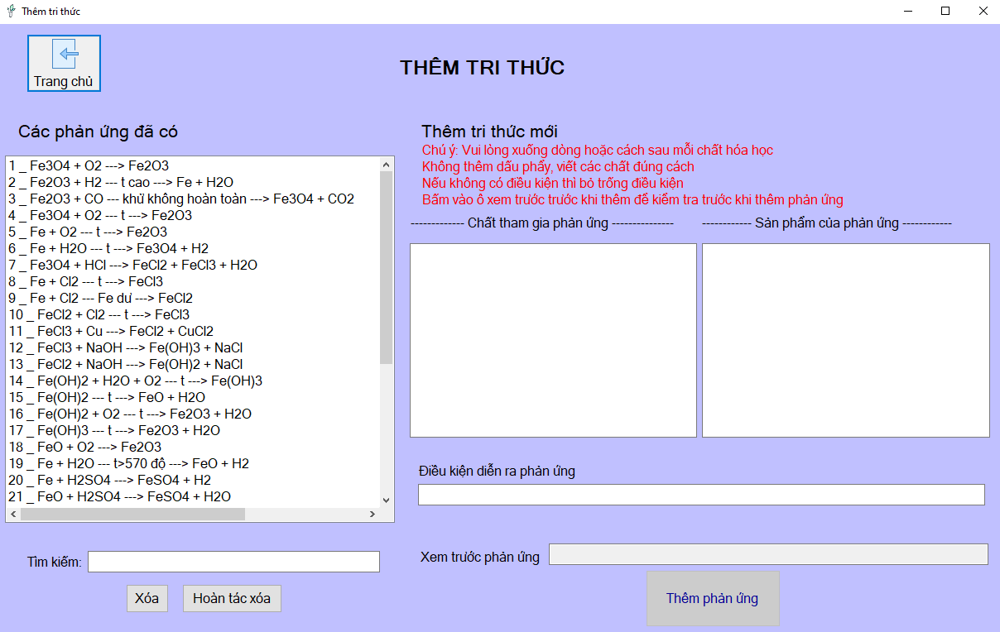 Thêm tri thức
Trang chủ
THÊM TRI THỨC
Các phản ứng đã có
1 _ Fe3O4 + O2 ---> Fe2O3
2 _ Fe2O3 + H2 --- t cao ---> Fe + H2O
3 _ Fe2O3 + CO --- khử không hoàn toàn ---> Fe3O4 + CO2
4 _ Fe3O4 + O2 --- t ---> Fe2O3
5 _ Fe + O2 --- t ---> Fe2O3
6 _ Fe + H2O --- t ---> Fe3O4 + H2
7 _ Fe3O4 + HCl ---> FeCl2 + FeCl3 + H2O
8 _ Fe + Cl2 --- t ---> FeCl3
9 _ Fe + Cl2 --- Fe dư ---> FeCl2
10 _ FeCl2 + Cl2 --- t ---> FeCl3
11 _ FeCl3 + Cu ---> FeCl2 + CuCl2
12 _ FeCl3 + NaOH ---> Fe(OH)3 + NaCl
13 _ FeCl2 + NaOH ---> Fe(OH)2 + NaCl
14 _ Fe(OH)2 + H2O + O2 --- t ---> Fe(OH)3
15 _ Fe(OH)2 --- t ---> FeO + H2O
16 _ Fe(OH)2 + O2 --- t ---> Fe2O3 + H2O
17 _ Fe(OH)3 --- t ---> Fe2O3 + H2O
18 _ FeO + O2 ---> Fe2O3
19 _ Fe + H2O --- t>570 độ ---> FeO + H2
20 _ Fe + H2SO4 ---> FeSO4 + H2
21 _ FeO + H2SO4 ---> FeSO4 + H2O
Tìm kiếm:
Xóa
Hoàn tác xóa
Thêm tri thức mới
Chú ý: Vui lòng xuống dòng hoặc cách sau mỗi chất hóa học
Không thêm dấu phẩy, viết các chất đúng cách
Nếu không có điều kiện thì bỏ trống điều kiện
Bấm vào ô xem trước trước khi thêm để kiểm tra trước khi thêm phản ứng
------------- Chất tham gia phản ứng ---------------
------------ Sản phẩm của phản ứng ------------
Điều kiện diễn ra phản ứng
Xem trước phản ứng
Thêm phản ứng